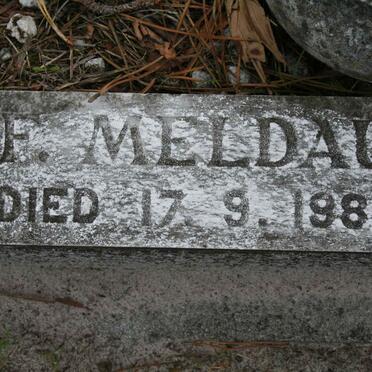 F. MELDAU
DIED 17. 9. 198